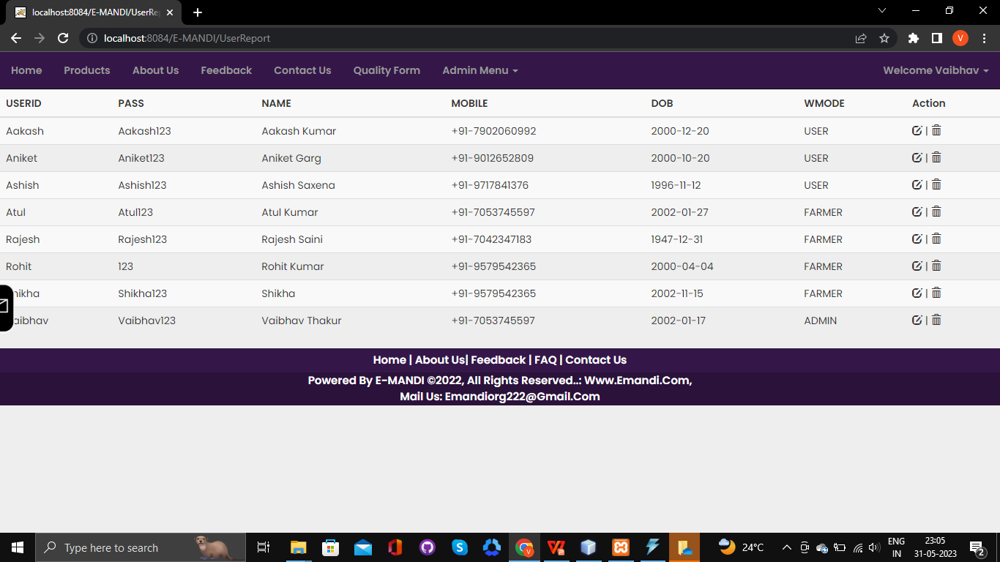 localhost:8084/E-MANDI/UserRe
localhost:8084/E-MANDI/UserReport
V
Home Products About Us Feedback Contact Us Quality Form Admin Menu Welcome Vaibhav
USERID PASS NAME MOBILE DOB WMODE Action
Aakash Aakash123 Aakash Kumar +91-7902060992 2000-12-20 USER |
Aniket Aniket123 Aniket Garg +91-9012652809 2000-10-20 USER |
Ashish Ashish123 Ashish Saxena +91-9717841376 1996-11-12 USER |
Atul Atul123 Atul Kumar +91-7053745597 2002-01-27 FARMER |
Rajesh Rajesh123 Rajesh Saini +91-7042347183 1947-12-31 FARMER |
Rohit 123 Rohit Kumar +91-9579542365 2000-04-04 FARMER |
hikha Shikha123 Shikha +91-9579542365 2002-11-15 FARMER |
aibhav Vaibhav123 Vaibhav Thakur +91-7053745597 2002-01-17 ADMIN |
Home | About Us| Feedback | FAQ | Contact Us
Powered By E-MANDI ©2022, All Rights Reserved..: Www.Emandi.Com,
Mail Us: Emandiorg222@Gmail.Com
Type here to search 24°C ENG 23:05
IN 31-05-2023 2